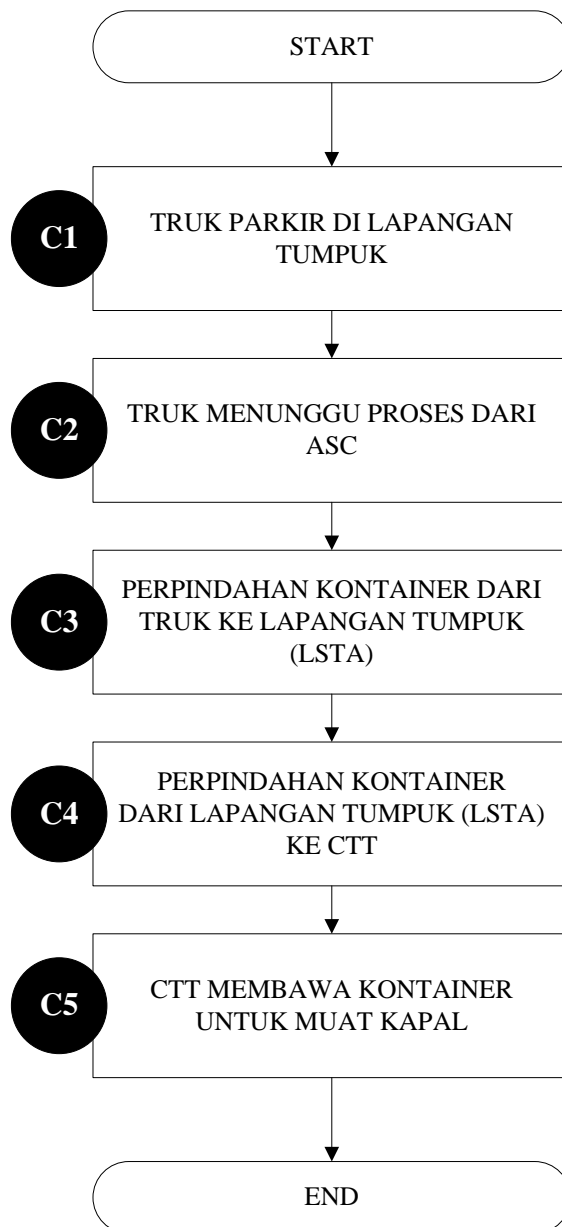 START
C1
TRUK PARKIR DI LAPANGAN
TUMPUK
C2
TRUK MENUNGGU PROSES DARI
ASC
C3
PERPINDAHAN KONTAINER DARI
TRUK KE LAPANGAN TUMPUK
(LSTA)
C4
PERPINDAHAN KONTAINER
DARI LAPANGAN TUMPUK (LSTA)
KE CTT
C5
CTT MEMBAWA KONTAINER
UNTUK MUAT KAPAL
END